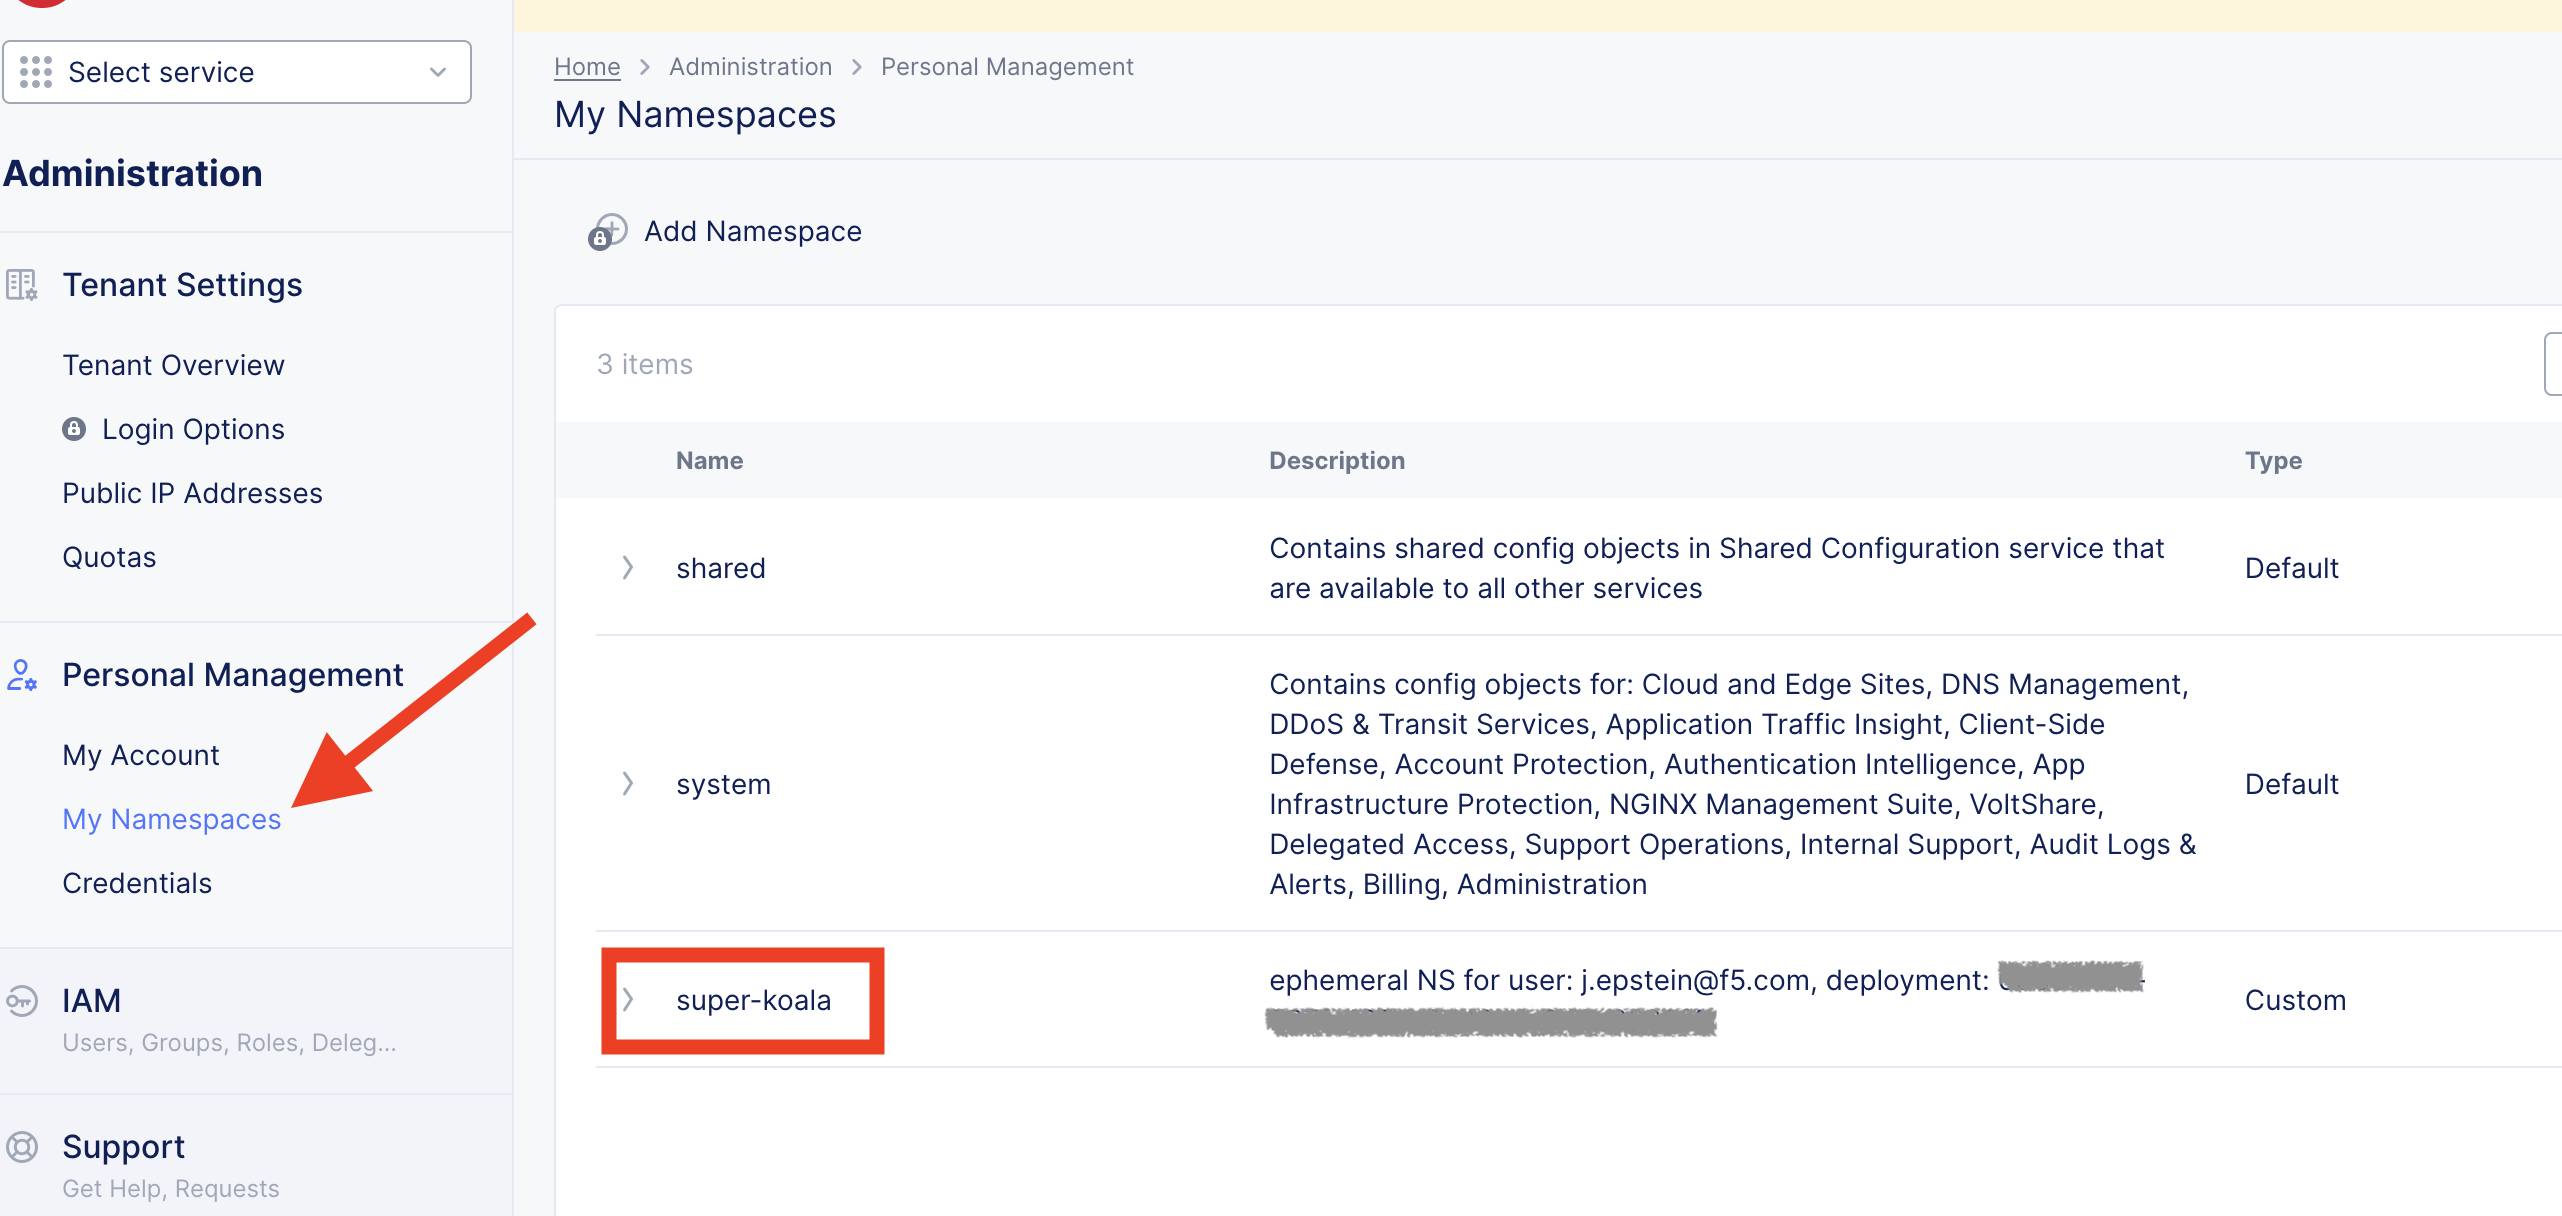 Select service
Administration
Tenant Settings
Tenant Overview
Login Options
Public IP Addresses
Quotas
Personal Management
My Account
My Namespaces
Credentials
IAM
Users, Groups, Roles, Deleg...
Support
Get Help, Requests
Home > Administration > Personal Management
My Namespaces
Add Namespace
3 items
Name Description Type
shared
Contains shared config objects in Shared Configuration service that
are available to all other services
Default
system
Contains config objects for: Cloud and Edge Sites, DNS Management,
DDoS & Transit Services, Application Traffic Insight, Client-Side
Defense, Account Protection, Authentication Intelligence, App
Infrastructure Protection, NGINX Management Suite, VoltShare,
Delegated Access, Support Operations, Internal Support, Audit Logs &
Alerts, Billing, Administration
Default
super-koala
ephemeral NS for user: j.epstein@f5.com, deployment:
Custom